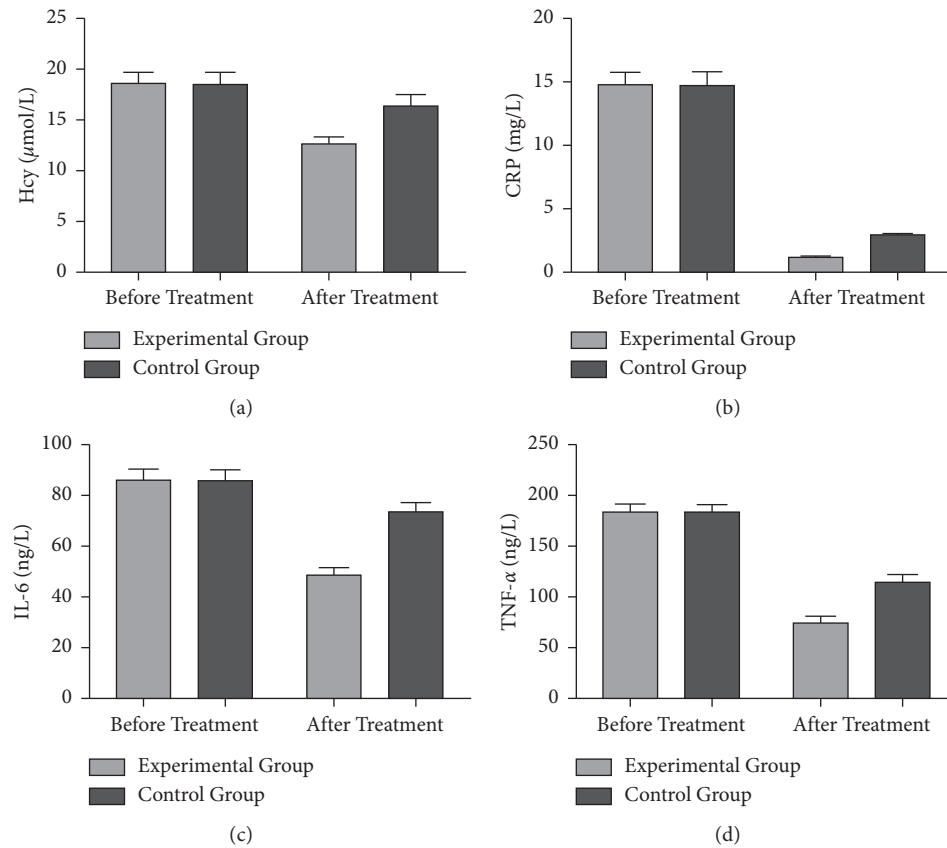 25
20
15
10
5
0
Hcy (μmol/L)
Before Treatment After Treatment
Experimental Group
Control Group
(a)
20
15
10
5
0
CRP (mg/L)
Before Treatment After Treatment
Experimental Group
Control Group
(b)
100
80
60
40
20
0
IL-6 (ng/L)
Before Treatment After Treatment
Experimental Group
Control Group
(c)
250
200
150
100
50
0
TNF-α (ng/L)
Before Treatment After Treatment
Experimental Group
Control Group
(d)